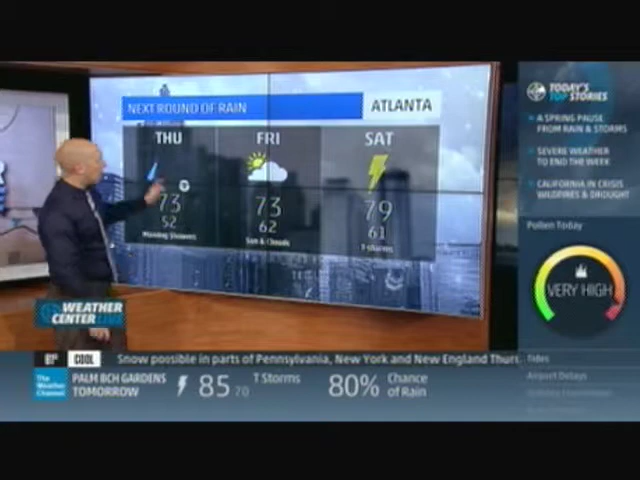 NEXT ROUND OF RAIN
ATLANTA
THU
FRI
SAT
73
52
Morning Showers
73
62
Sun & Clouds
79
61
T-Storms
WEATHER
CENTER LIVE
TODAY'S
TOP STORIES
A SPRING PAUSE
FROM RAIN & STORMS
SEVERE WEATHER
TO END THE WEEK
CALIFORNIA IN CRISIS
WILDFIRES & DROUGHT
Pollen Today
VERY HIGH
Tides
Airport Delays
COOL
Snow possible in parts of Pennsylvania, New York and New England Thurs
The
Weather
Channel
PALM BCH GARDENS
TOMORROW
85
70
T Storms
80%
Chance
of Rain